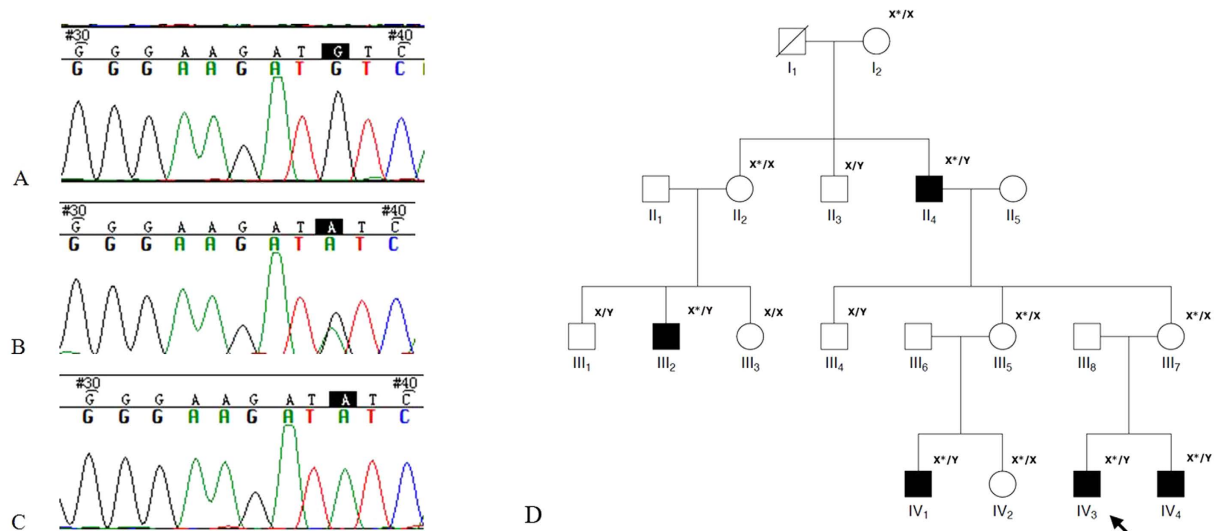 #30 #40
G G G A A G A T G T C
G G G A A G A T G T C
A
#30 #40
G G G A A G A T A T C
G G G A A G A T A T C
B
#30 #40
G G G A A G A T A T C
G G G A A G A T A T C
C
X*/X
I1 I2
X*/X X/Y X*/Y
II1 II2 II3 II4 II5
X/Y X*/Y X/X X/Y X*/X X*/X
III1 III2 III3 III4 III6 III5 III8 III7
X*/Y X*/X X*/Y X*/Y
IV1 IV2 IV3 IV4
D